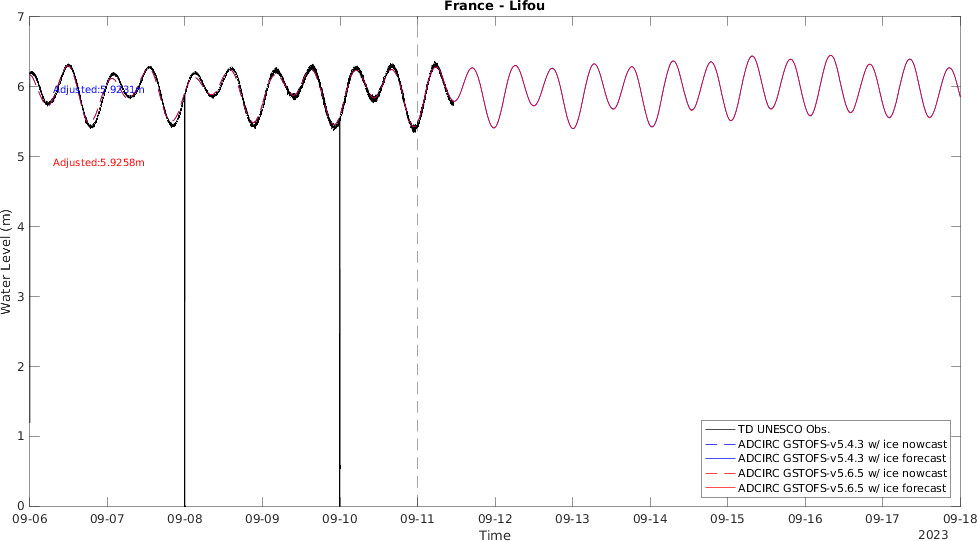 France - Lifou
7
6
5
4
3
2
1
0
Water Level (m)
Adjusted:5.9231m
Adjusted:5.9258m
TD UNESCO Obs.
ADCIRC GSTOFS-v5.4.3 w/ ice nowcast
ADCIRC GSTOFS-v5.4.3 w/ ice forecast
ADCIRC GSTOFS-v5.6.5 w/ ice nowcast
ADCIRC GSTOFS-v5.6.5 w/ ice forecast
09-06 09-07 09-08 09-09 09-10 09-11 09-12 09-13 09-14 09-15 09-16 09-17 09-18
Time
2023